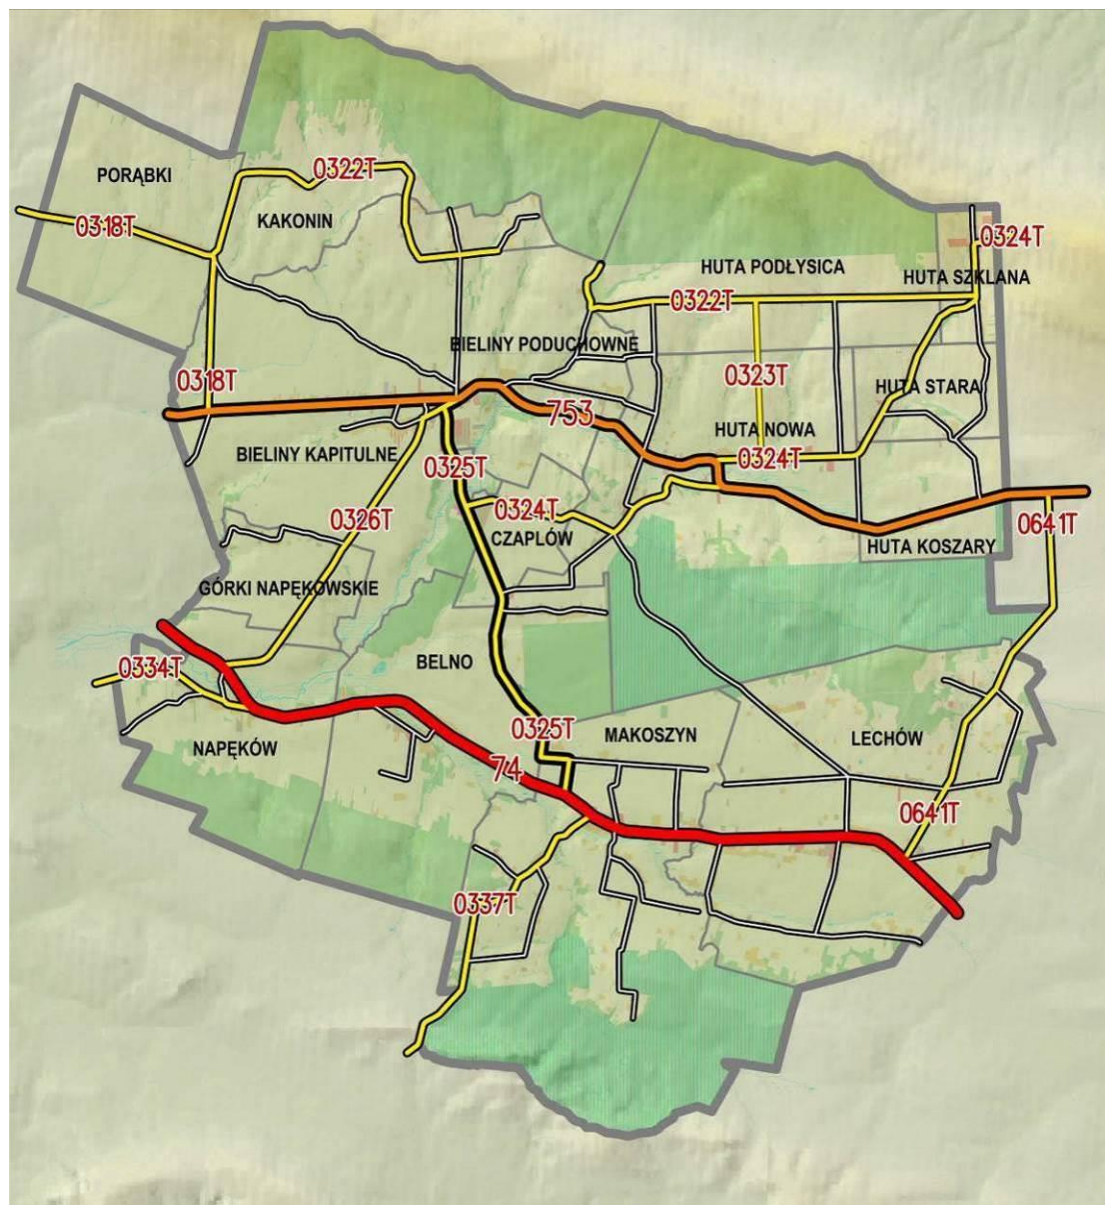 0322T
PORĄBKI
KAKONIN
0318T
0324T
HUTA PODŁYSICA
HUTA SZKLANA
0322T
BIELINY PODUCHOWNE
0318T
0323T
HUTA STARA
753
HUTA NOWA
BIELINY KAPITULNE
0324T
0325T
0324T
0326T
0641T
CZAPLÓW
HUTA KOSZARY
GÓRKI NAPĘKOWSKIE
BELNO
0334T
0325T
MAKOSZYN
LECHÓW
NAPĘKÓW
74
0641T
0337T